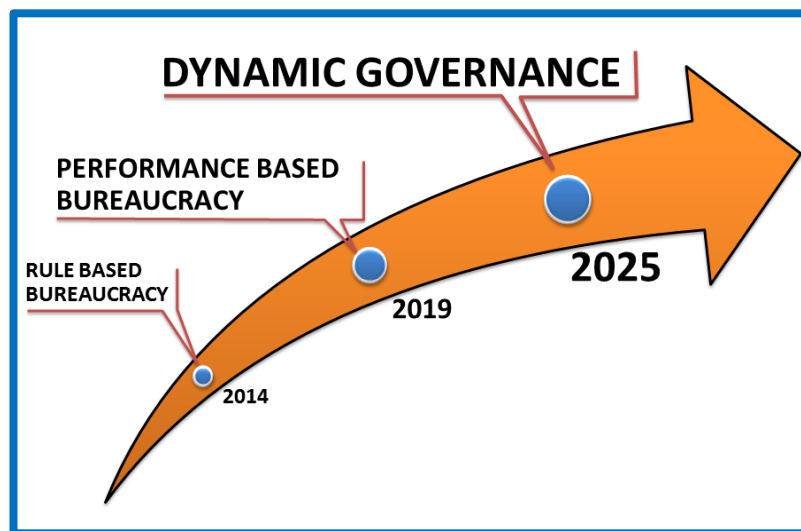 DYNAMIC GOVERNANCE
PERFORMANCE BASED
BUREAUCRACY
RULE BASED
BUREAUCRACY
2025
2019
2014